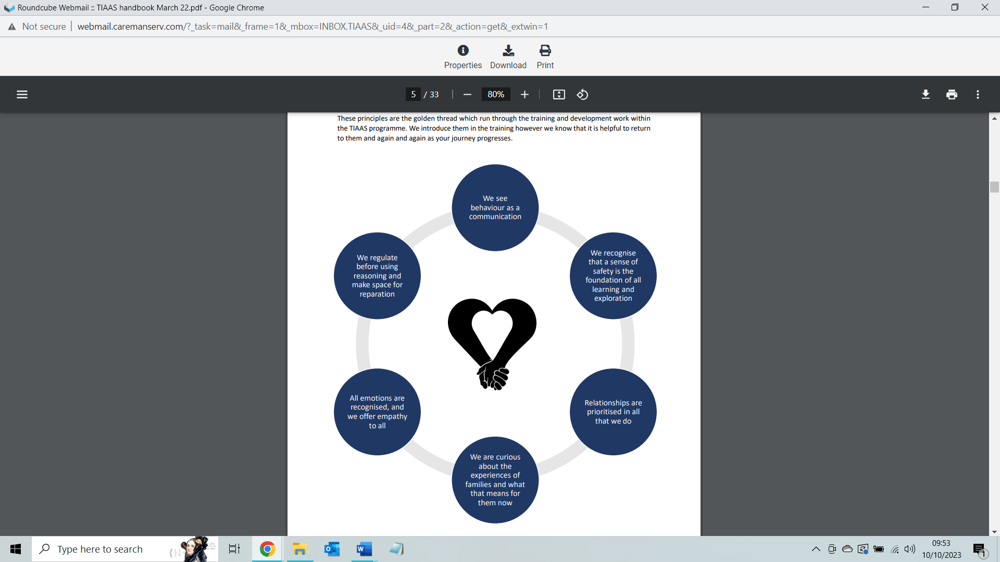 Roundcube Webmail :: TIAAS handbook March 22.pdf - Google Chrome
Not secure
webmail.caremanserv.com/?_task=mail&_frame=1&_mbox=INBOX.TIAAS&_uid=4&_part=2&_action=get&_extwin=1
Properties
Download
Print
5 / 33
80%
These principles are the golden thread which run through the training and development work within
the TIAAS programme. We introduce them in the training however we know that it is helpful to return
to them and again and again as your journey progresses.
We see
behaviour as a
communication
We recognise
that a sense of
safety is the
foundation of all
learning and
exploration
Relationships are
prioritised in all
that we do
We are curious
about the
experiences of
families and what
that means for
them now
All emotions are
recognised, and
we offer empathy
to all
We regulate
before using
reasoning and
make space for
reparation
Type here to search
09:53
10/10/2023
1